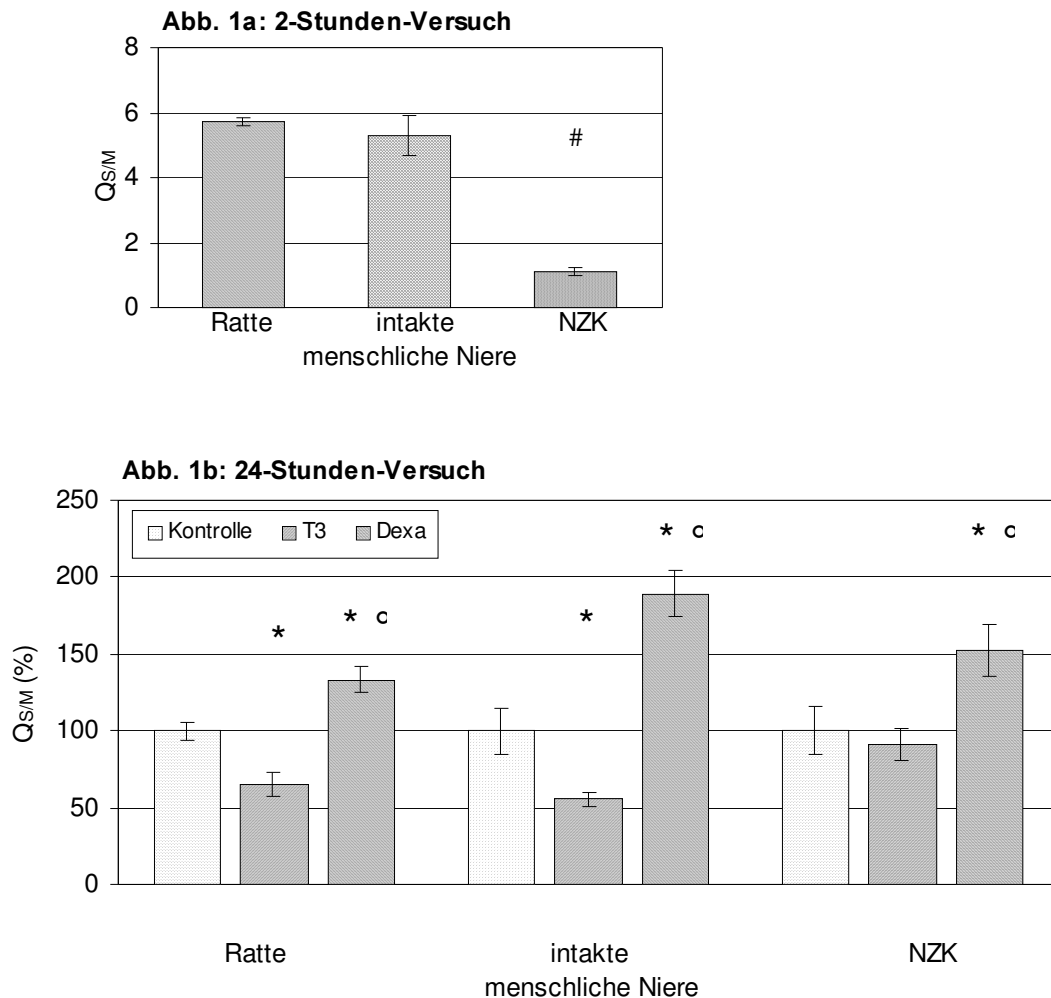 Abb. 1a: 2-Stunden-Versuch
8
6
4
2
0
QS/M
#
Ratte intakte NZK
menschliche Niere
Abb. 1b: 24-Stunden-Versuch
250
200
150
100
50
0
QS/M (%)
Kontrolle T3 Dexa
* * o * * o * o
Ratte intakte NZK
menschliche Niere